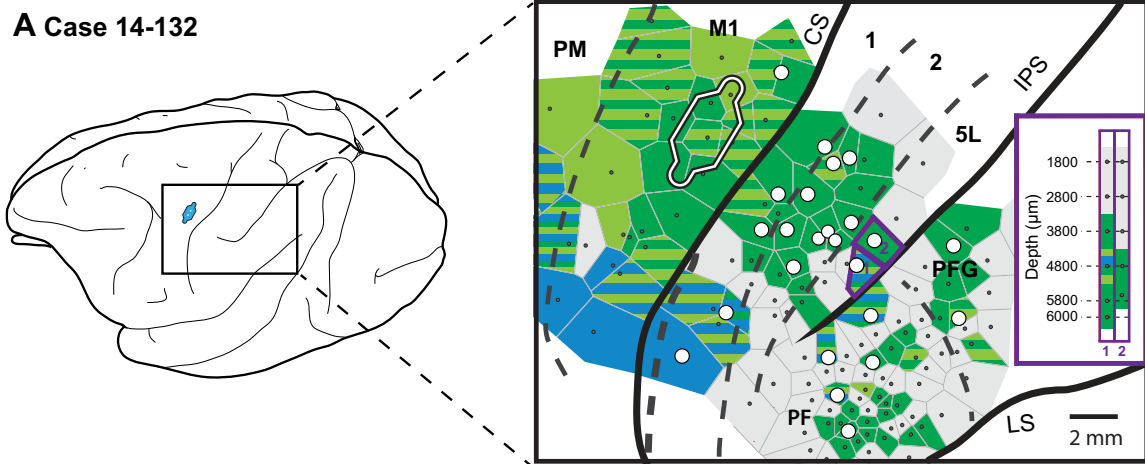 A Case 14-132
PM
M1
CS
1
2
IPS
5L
PFG
PF
LS
2 mm
2
Depth (µm)
1800
2800
3800
4800
5800
6000
1 2